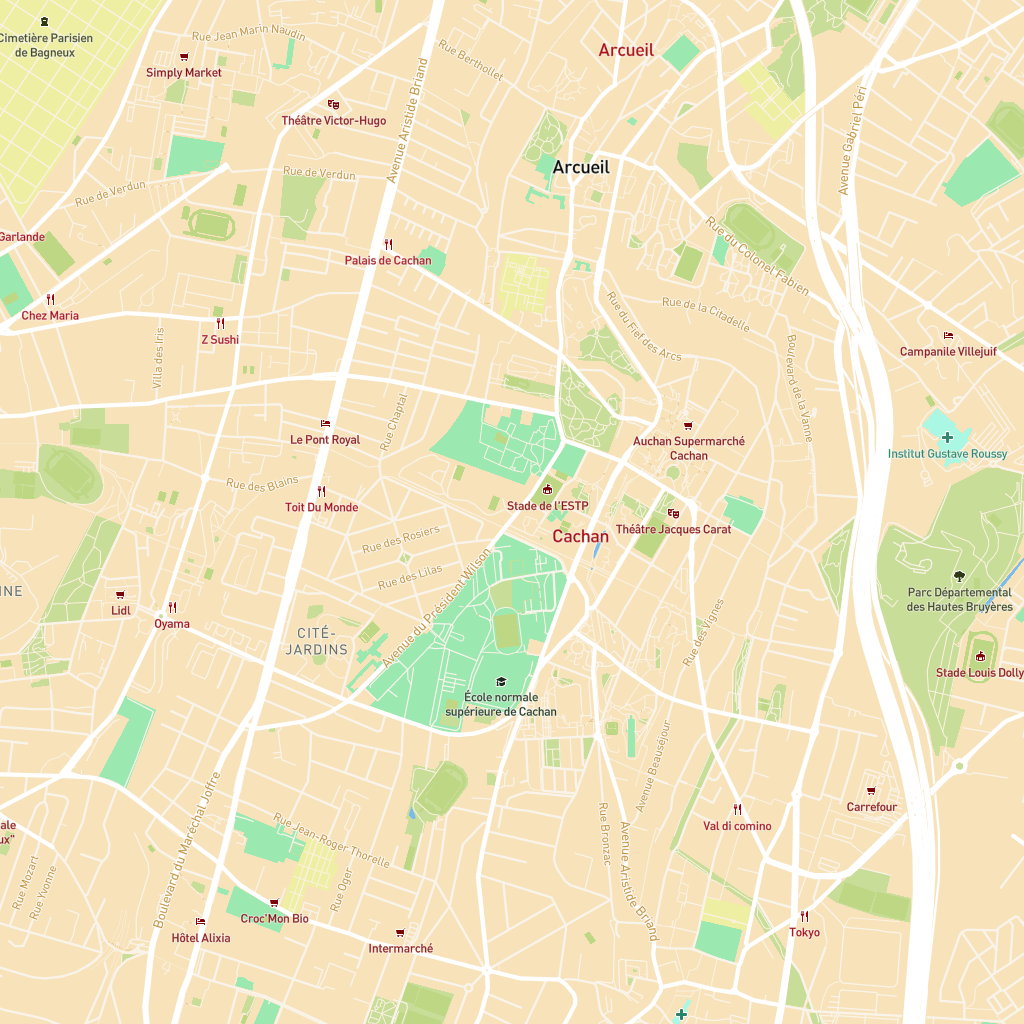 Cimetière Parisien
de Bagneux
Rue Jean Marin Naudin
Simply Market
Théâtre Victor-Hugo
Avenue Aristide Briand
Rue Berthollet
Arcueil
Avenue Gabriel Péri
Arcueil
Rue de Verdun
Rue de Verdun
Garlande
Palais de Cachan
Rue du Colonel Fabien
Chez Maria
Z Sushi
Villa des Iris
Rue du Fief des Arcs
Rue de la Citadelle
Boulevard de la Vanne
Campanile Villejuif
Le Pont Royal
Rue Chaptal
Auchan Supermarché
Cachan
Institut Gustave Roussy
Rue des Blains
Toit Du Monde
Stade de l'ESTP
Théâtre Jacques Carat
Cachan
Rue des Rosiers
Rue des Lilas
Avenue du Président Wilson
Lidl
Oyama
CITÉ-
JARDINS
Rue des Vignes
Parc Départemental
des Hautes Bruyères
Stade Louis Dolly
École normale
supérieure de Cachan
Avenue Beauséjour
Boulevard du Maréchal Joffre
Rue Jean-Roger Thorelle
Rue Oger
Rue Bronzac
Avenue Aristide Briand
Val di comino
Carrefour
Rue Mozart
Rue Yvonne
Croc'Mon Bio
Hôtel Alixia
Intermarché
Tokyo